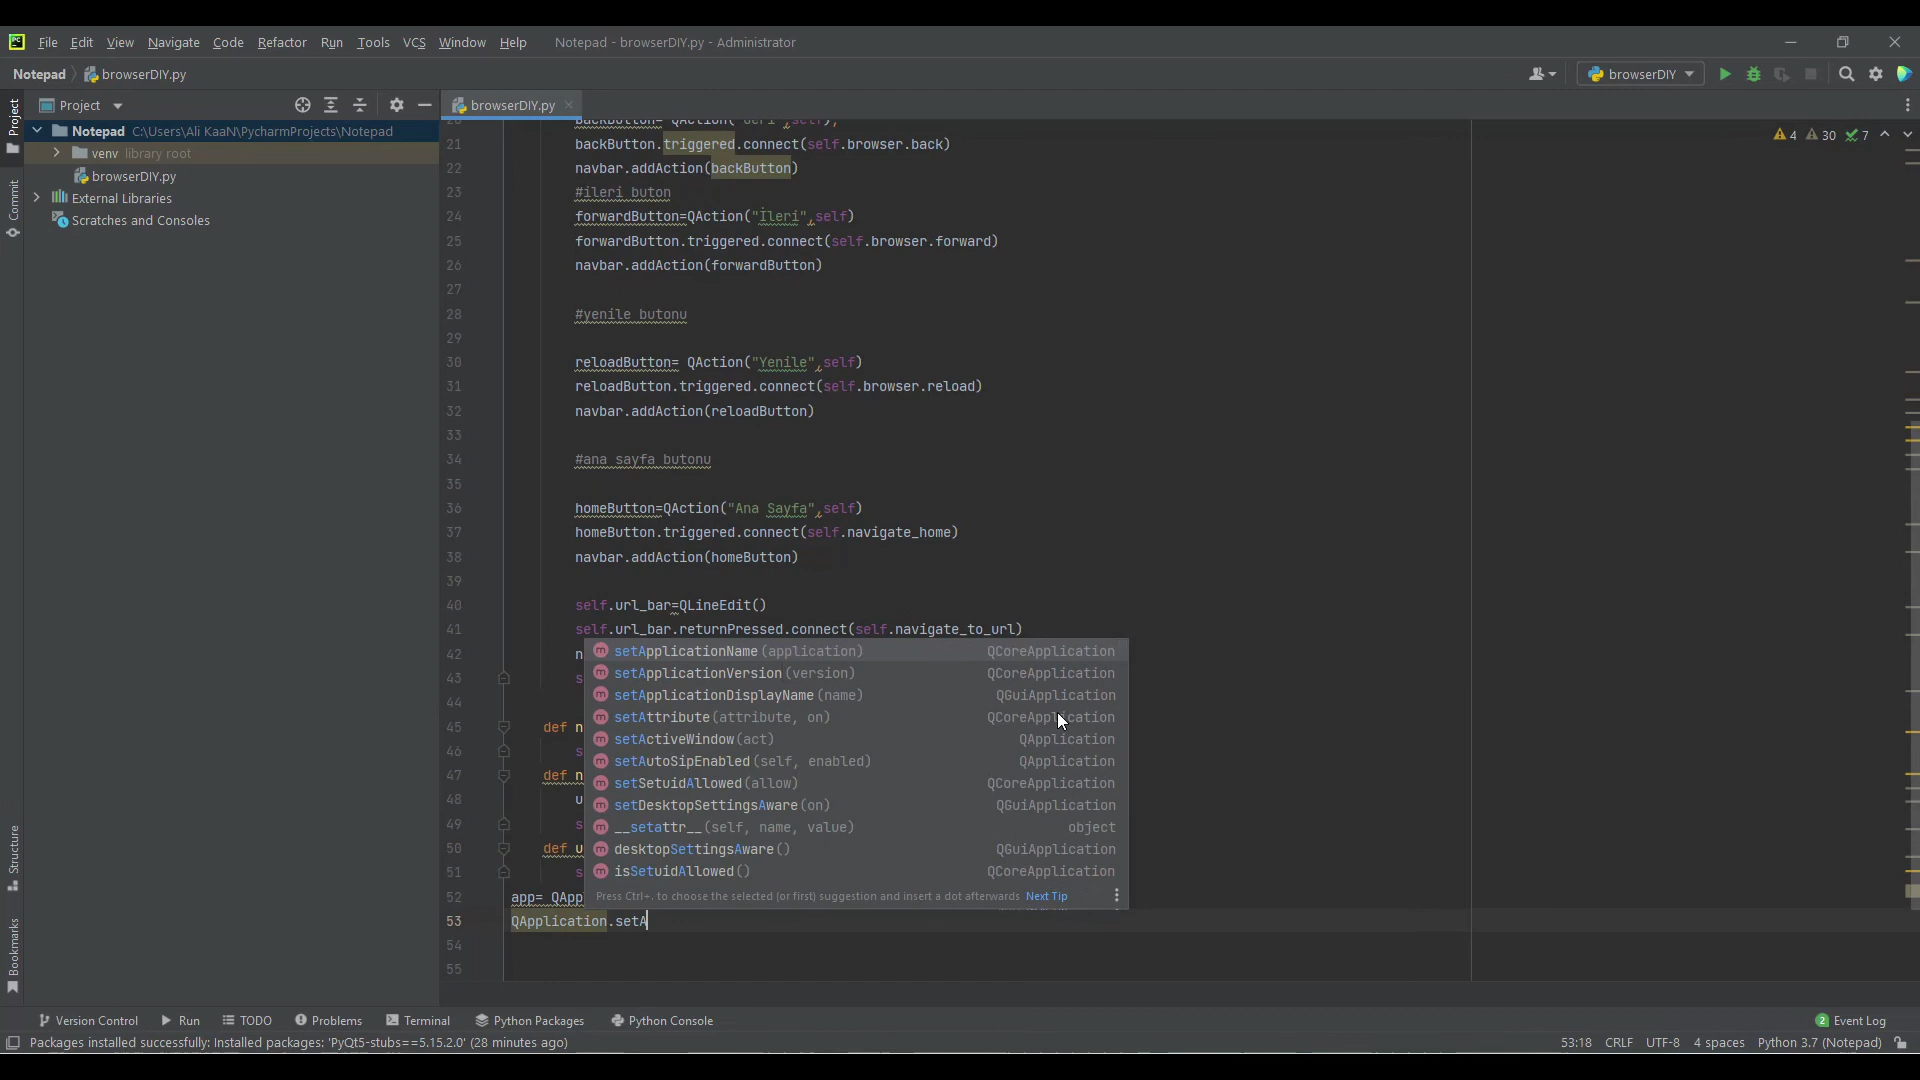 File Edit View Navigate Code Refactor Run Tools VCS Window Help Notepad - browserDIY.py - Administrator
Notepad browserDIY.py browserDIY
Project browserDIY.py
Notepad C:\Users\Ali KaaN\PycharmProjects\Notepad
venv library root
browserDIY.py
External Libraries
Scratches and Consoles
Project
Commit
Structure
Bookmarks
4 30 7
21 backButton.triggered.connect(self.browser.back)
22 navbar.addAction(backButton)
23 #ileri buton
24 forwardButton=QAction("İleri",self)
25 forwardButton.triggered.connect(self.browser.forward)
26 navbar.addAction(forwardButton)
27
28 #yenile butonu
29
30 reloadButton= QAction("Yenile",self)
31 reloadButton.triggered.connect(self.browser.reload)
32 navbar.addAction(reloadButton)
33
34 #ana sayfa butonu
35
36 homeButton=QAction("Ana Sayfa",self)
37 homeButton.triggered.connect(self.navigate_home)
38 navbar.addAction(homeButton)
39
40 self.url_bar=QLineEdit()
41 self.url_bar.returnPressed.connect(self.navigate_to_url)
42 n
43 s
44
45 def n
46 s
47 def n
48 u
49 s
50 def u
51 s
52 app= QApp
53 QApplication.setA
54
55
setApplicationName(application) QCoreApplication
setApplicationVersion(version) QCoreApplication
setApplicationDisplayName(name) QGuiApplication
setAttribute(attribute, on) QCoreApplication
setActiveWindow(act) QApplication
setAutoSipEnabled(self, enabled) QApplication
setSetuidAllowed(allow) QCoreApplication
setDesktopSettingsAware(on) QGuiApplication
__setattr__(self, name, value) object
desktopSettingsAware() QGuiApplication
isSetuidAllowed() QCoreApplication
Press Ctrl+. to choose the selected (or first) suggestion and insert a dot afterwards Next Tip
Version Control Run TODO Problems Terminal Python Packages Python Console 2 Event Log
Packages installed successfully: Installed packages: 'PyQt5-stubs==5.15.2.0' (28 minutes ago) 53:18 CRLF UTF-8 4 spaces Python 3.7 (Notepad)